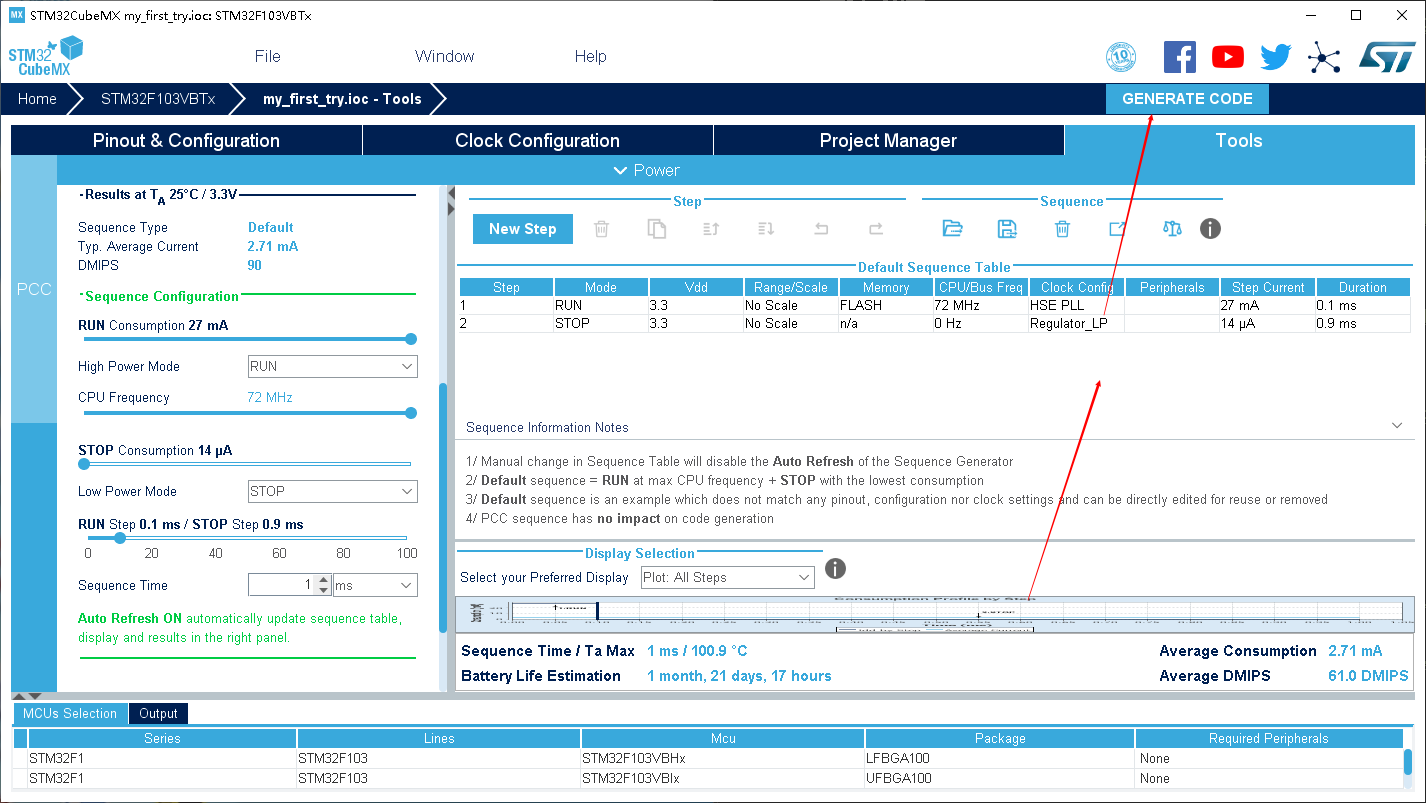 MX STM32CubeMX my_first_try.ioc: STM32F103VBTx
STM32 CubeMX
File Window Help
10
ST
Home STM32F103VBTx my_first_try.ioc - Tools GENERATE CODE
Pinout & Configuration Clock Configuration Project Manager Tools
Power
PCC
Results at TA 25°C / 3.3V
Sequence Type Default
Typ. Average Current 2.71 mA
DMIPS 90
Sequence Configuration
RUN Consumption 27 mA
High Power Mode RUN
CPU Frequency 72 MHz
STOP Consumption 14 µA
Low Power Mode STOP
RUN Step 0.1 ms / STOP Step 0.9 ms
0 20 40 60 80 100
Sequence Time 1 ms
Auto Refresh ON automatically update sequence table,
display and results in the right panel.
Step Sequence
New Step
Default Sequence Table
Step Mode Vdd Range/Scale Memory CPU/Bus Freq Clock Config Peripherals Step Current Duration
1 RUN 3.3 No Scale FLASH 72 MHz HSE PLL 27 mA 0.1 ms
2 STOP 3.3 No Scale n/a 0 Hz Regulator_LP 14 µA 0.9 ms
Sequence Information Notes
1/ Manual change in Sequence Table will disable the Auto Refresh of the Sequence Generator
2/ Default sequence = RUN at max CPU frequency + STOP with the lowest consumption
3/ Default sequence is an example which does not match any pinout, configuration nor clock settings and can be directly edited for reuse or removed
4/ PCC sequence has no impact on code generation
Display Selection
Select your Preferred Display Plot: All Steps
Consumption Profile by Step
Sequence Time / Ta Max 1 ms / 100.9 °C Average Consumption 2.71 mA
Battery Life Estimation 1 month, 21 days, 17 hours Average DMIPS 61.0 DMIPS
MCUs Selection Output
Series Lines Mcu Package Required Peripherals
STM32F1 STM32F103 STM32F103VBHx LFBGA100 None
STM32F1 STM32F103 STM32F103VBIx UFBGA100 None